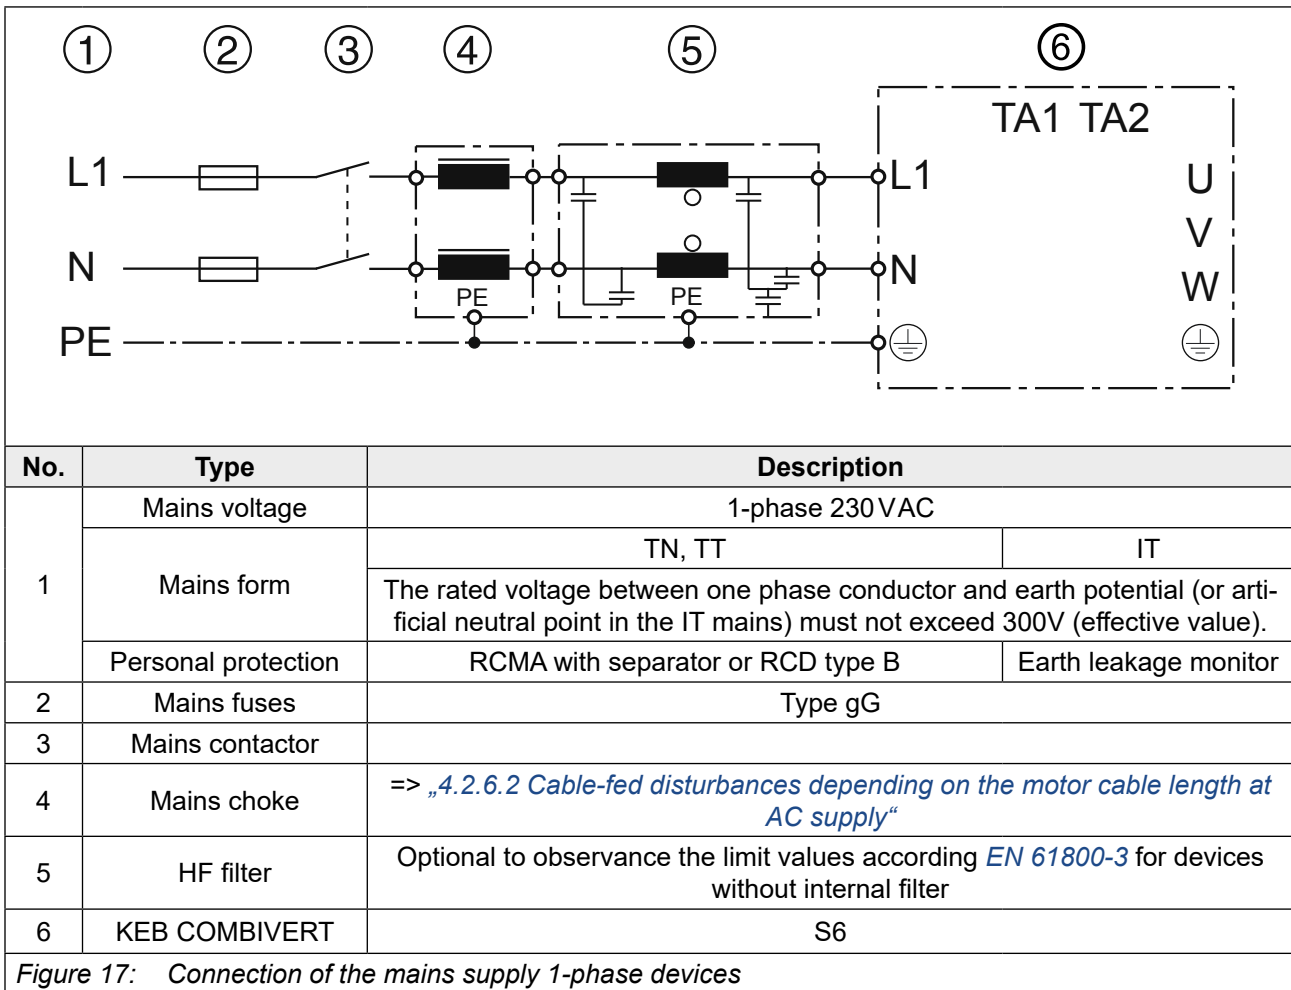 ① ② ③ ④ ⑤ ⑥
TA1 TA2
L1
L1
U
V
N
N
W
PE
PE
PE
No. Type Description
1
Mains voltage
1-phase 230 VAC
Mains form
TN, TT
IT
The rated voltage between one phase conductor and earth potential (or arti-
ficial neutral point in the IT mains) must not exceed 300V (effective value).
Personal protection
RCMA with separator or RCD type B
Earth leakage monitor
2 Mains fuses Type gG
3 Mains contactor
4 Mains choke
=> „4.2.6.2 Cable-fed disturbances depending on the motor cable length at
AC supply“
5 HF filter
Optional to observance the limit values according EN 61800-3 for devices
without internal filter
6 KEB COMBIVERT S6
Figure 17: Connection of the mains supply 1-phase devices